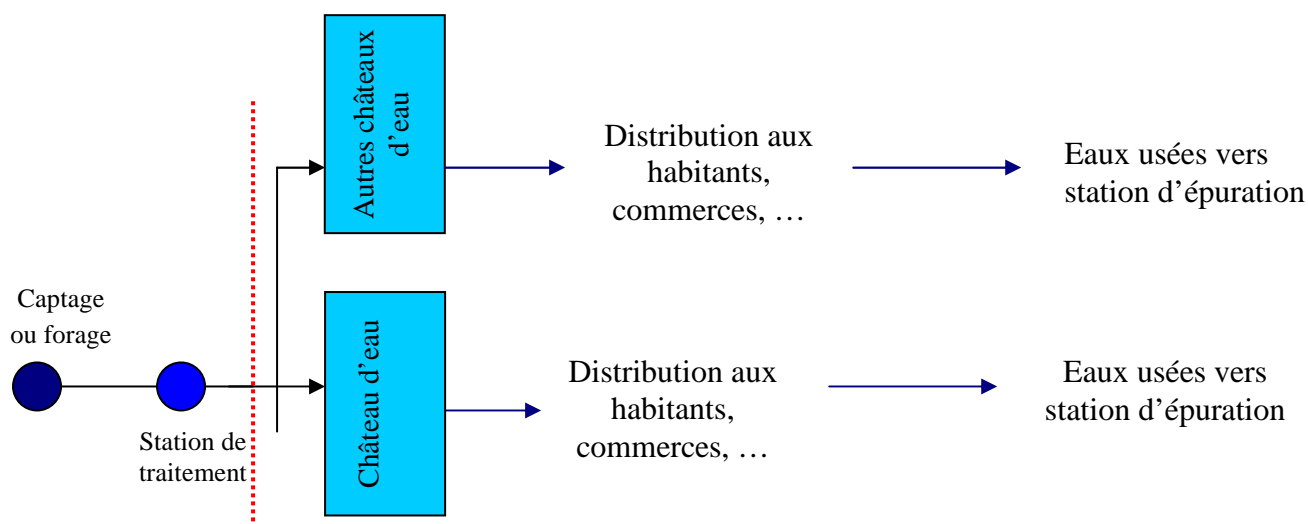 Autres châteaux
d’eau
Distribution aux
habitants,
commerces, …
Eaux usées vers
station d’épuration
Captage
ou forage
Station de
traitement
Château d’eau
Distribution aux
habitants,
commerces, …
Eaux usées vers
station d’épuration